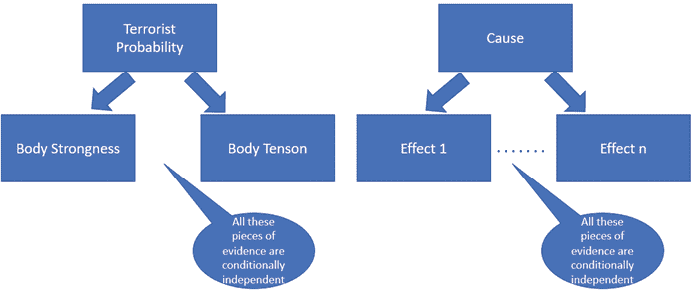 Terrorist
Probability
Cause
Body Strongness
Body Tenson
Effect 1
.......
Effect n
All these
pieces of
evidence are
conditionally
independent
All these
pieces of
evidence are
conditionally
independent